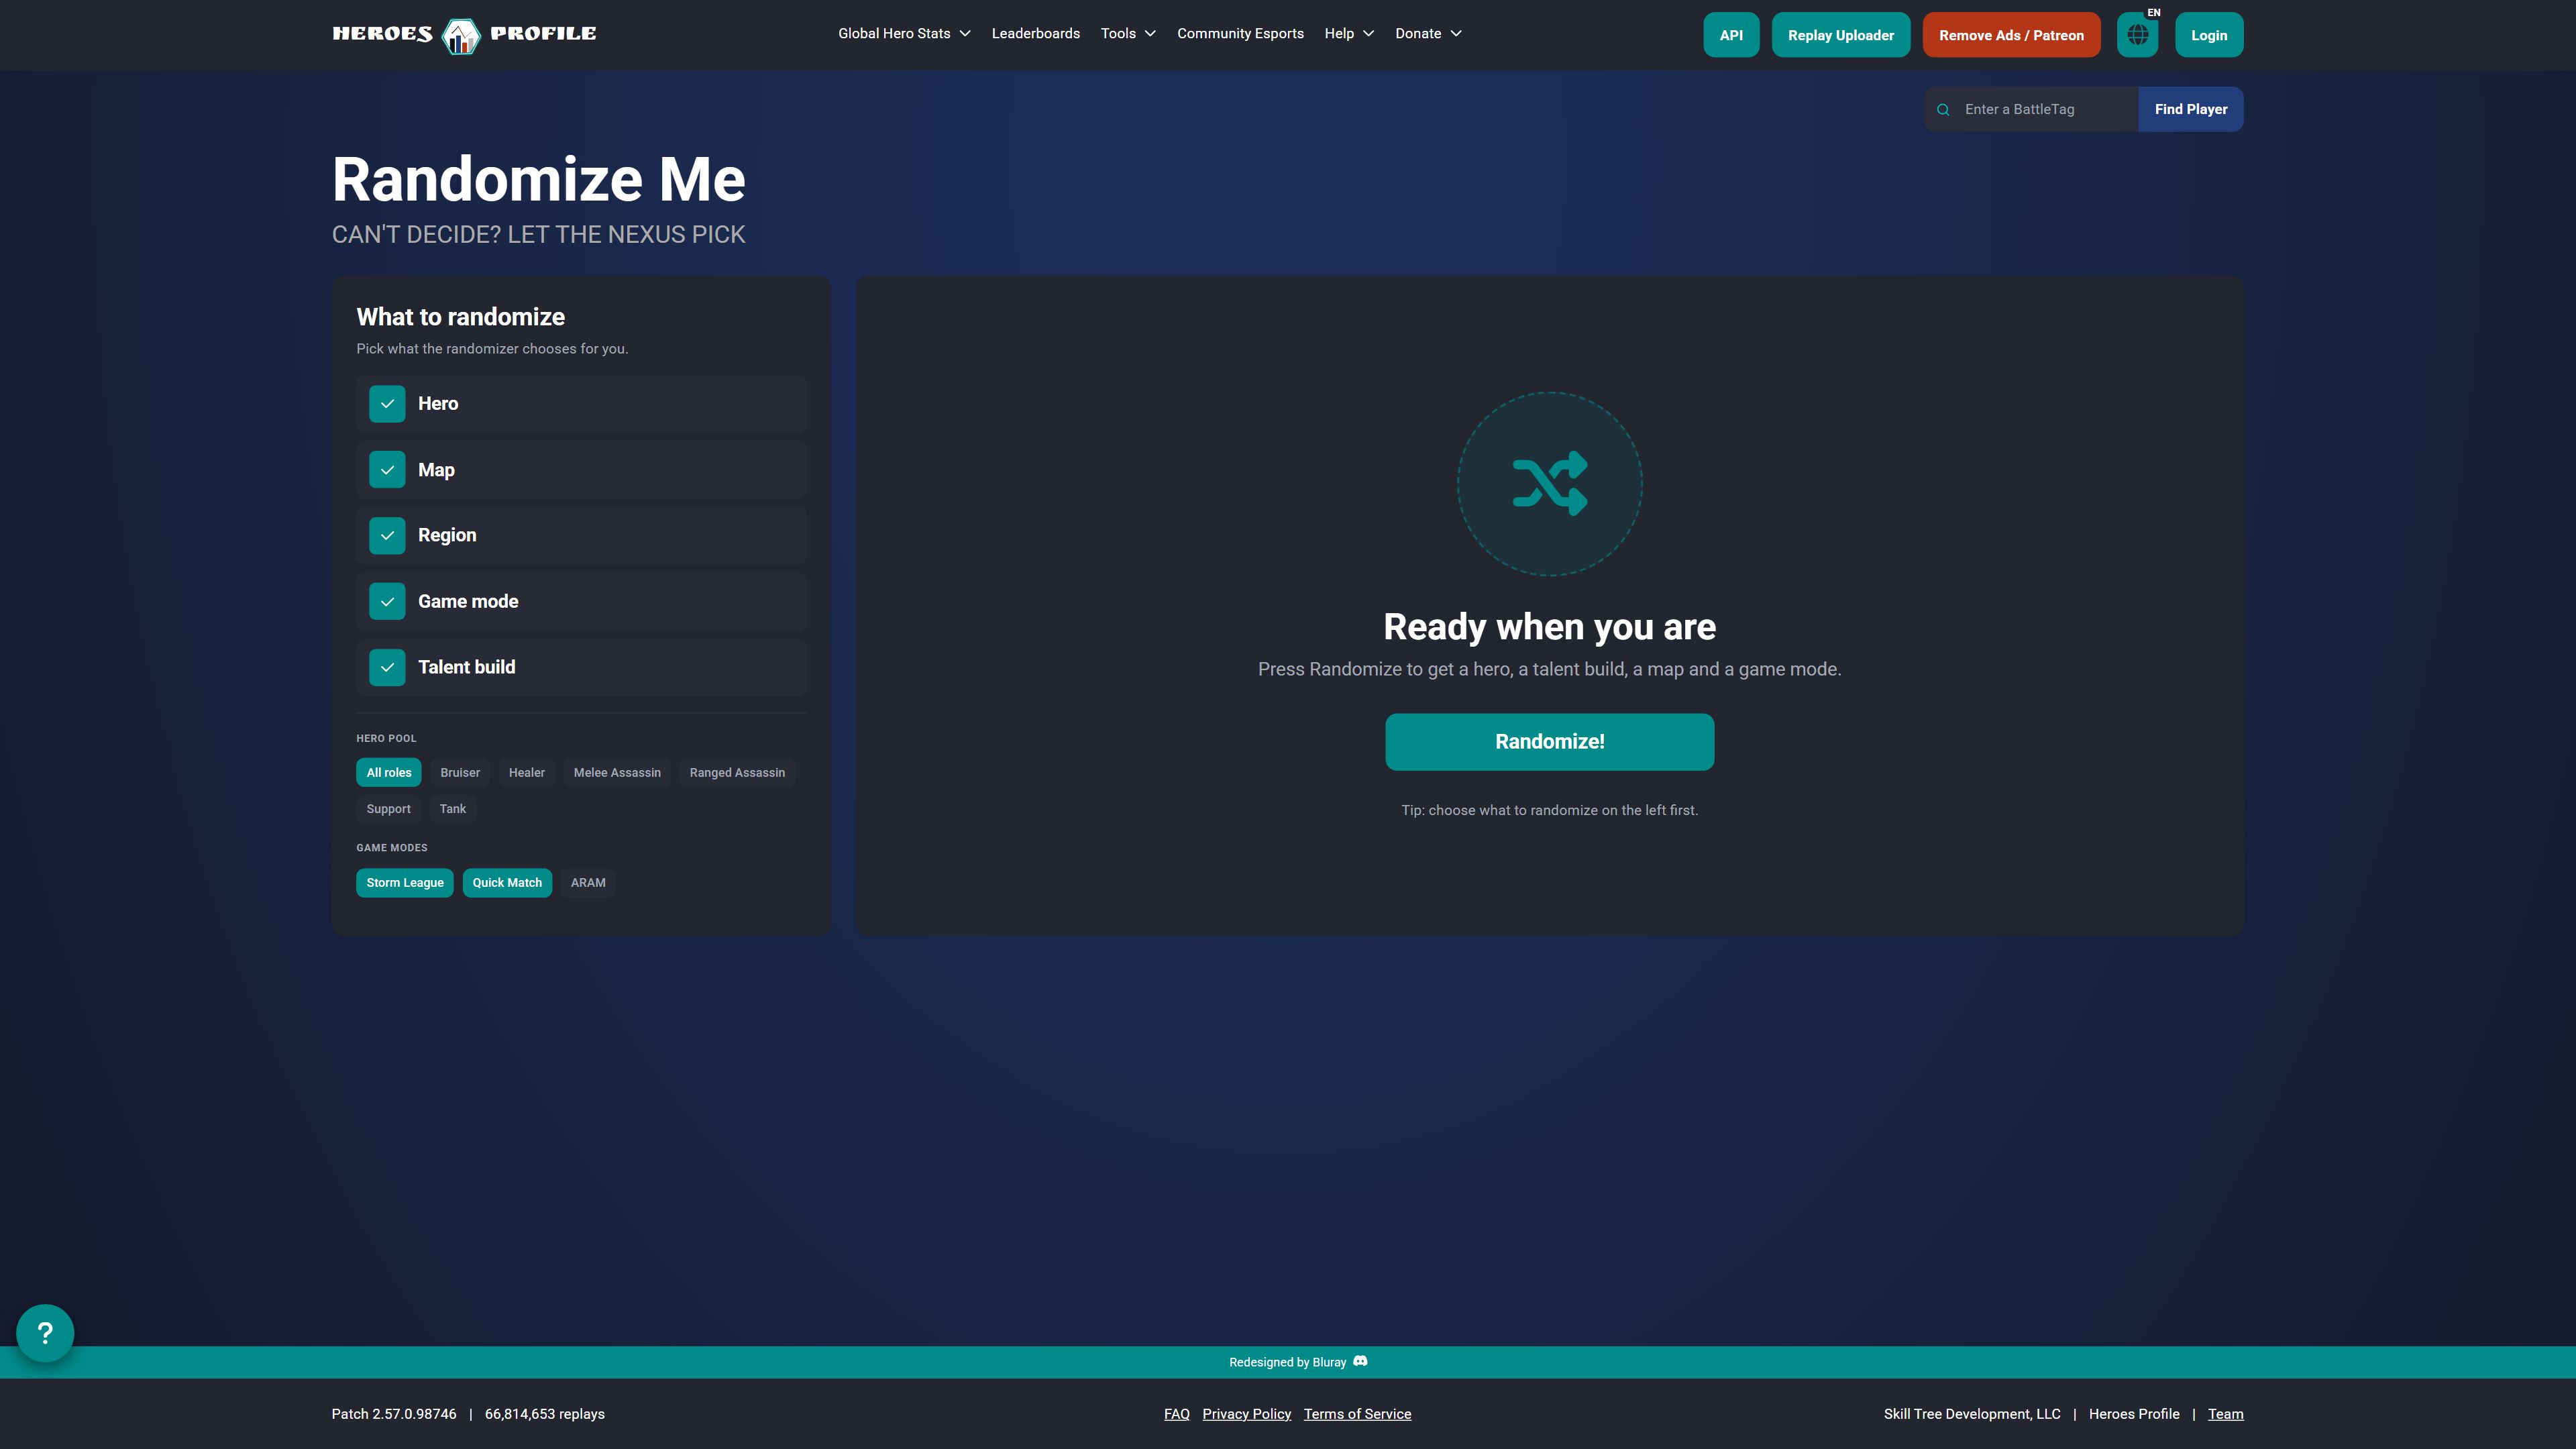 HEROES PROFILE
Global Hero Stats
Leaderboards
Tools
Community Esports
Help
Donate
API
Replay Uploader
Remove Ads / Patreon
EN
Login
Enter a BattleTag
Find Player
Randomize Me
CAN'T DECIDE? LET THE NEXUS PICK
What to randomize
Pick what the randomizer chooses for you.
Hero
Map
Region
Game mode
Talent build
HERO POOL
All roles Bruiser Healer Melee Assassin Ranged Assassin
Support Tank
GAME MODES
Storm League Quick Match ARAM
Ready when you are
Press Randomize to get a hero, a talent build, a map and a game mode.
Randomize!
Tip: choose what to randomize on the left first.
?
Redesigned by Bluray
Patch 2.57.0.98746 | 66,814,653 replays
FAQ Privacy Policy Terms of Service
Skill Tree Development, LLC | Heroes Profile | Team